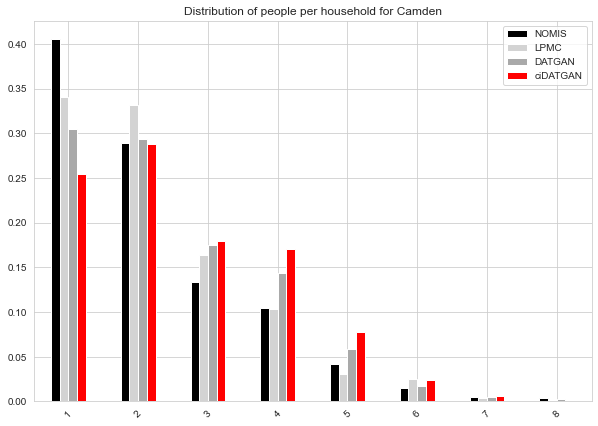 Distribution of people per household for Camden
NOMIS
LPMC
DATGAN
ciDATGAN
0.40
0.35
0.30
0.25
0.20
0.15
0.10
0.05
0.00
1 2 3 4 5 6 7 8